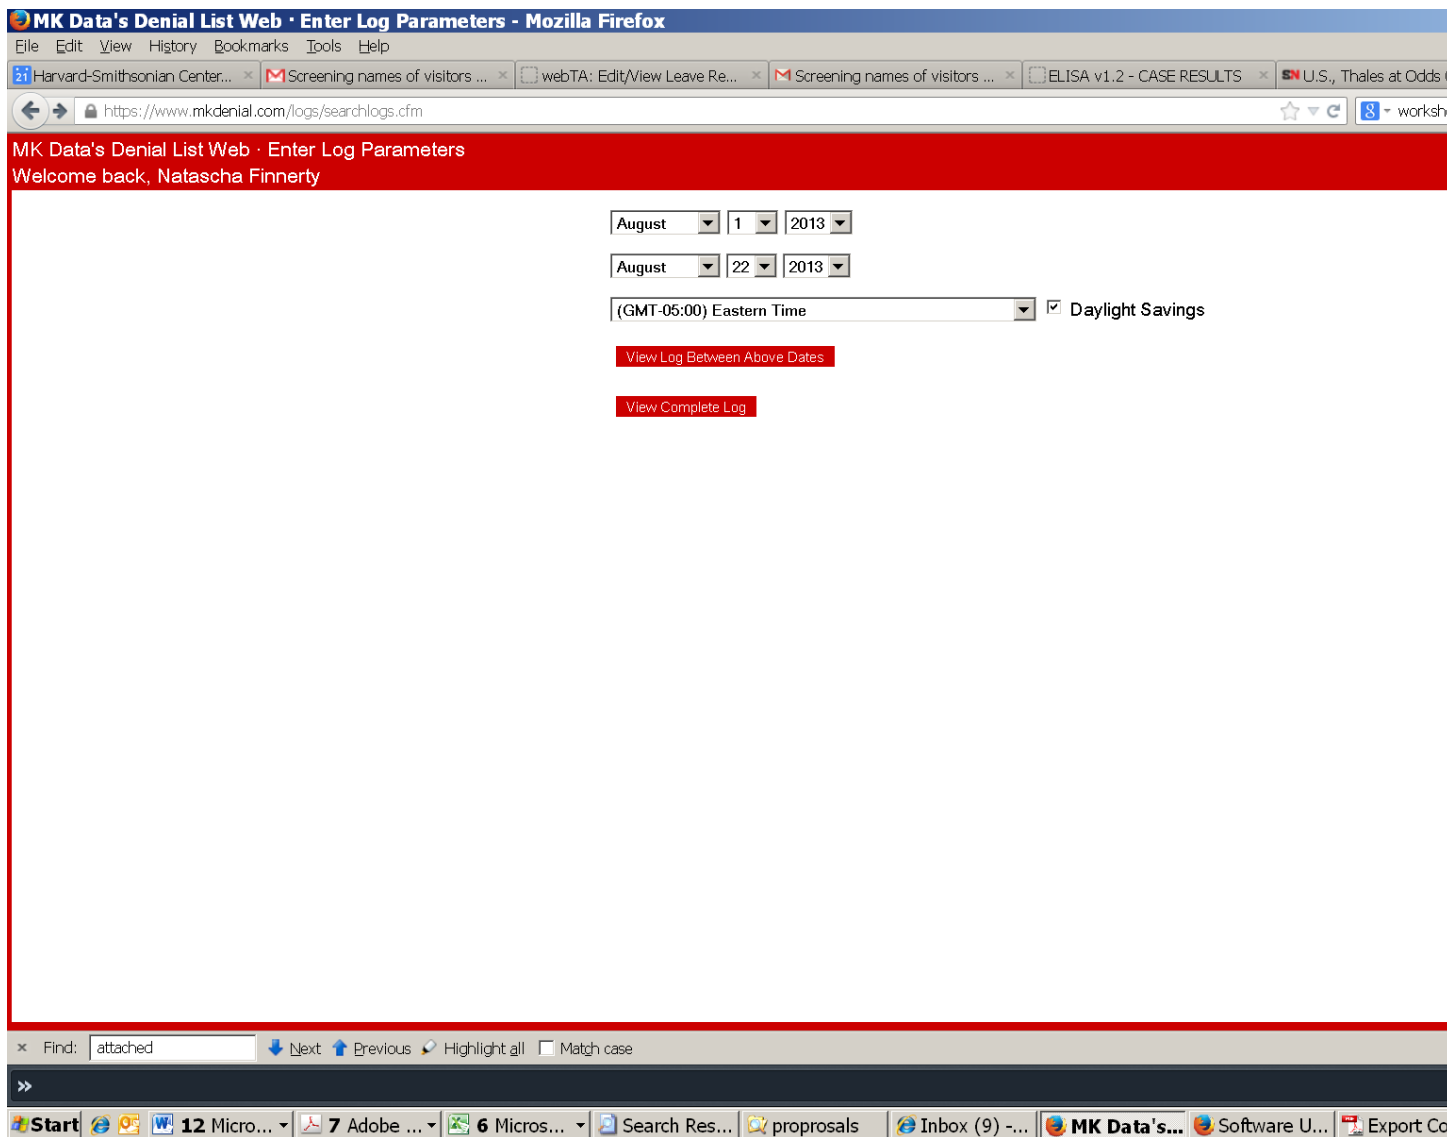 MK Data's Denial List Web · Enter Log Parameters - Mozilla Firefox
File Edit View History Bookmarks Tools Help
21 Harvard-Smithsonian Center... × Screening names of visitors ... × webTA: Edit/View Leave Re... × Screening names of visitors ... × ELISA v1.2 - CASE RESULTS × SN U.S., Thales at Odds
https://www.mkdenial.com/logs/searchlogs.cfm 8 worksh
MK Data's Denial List Web · Enter Log Parameters
Welcome back, Natascha Finnerty
August 1 2013
August 22 2013
(GMT-05:00) Eastern Time Daylight Savings
View Log Between Above Dates
View Complete Log
× Find: attached Next Previous Highlight all Match case
»
Start 12 Micro... 7 Adobe ... 6 Micros... Search Res... proprosals Inbox (9) -... MK Data's... Software U... Export Co